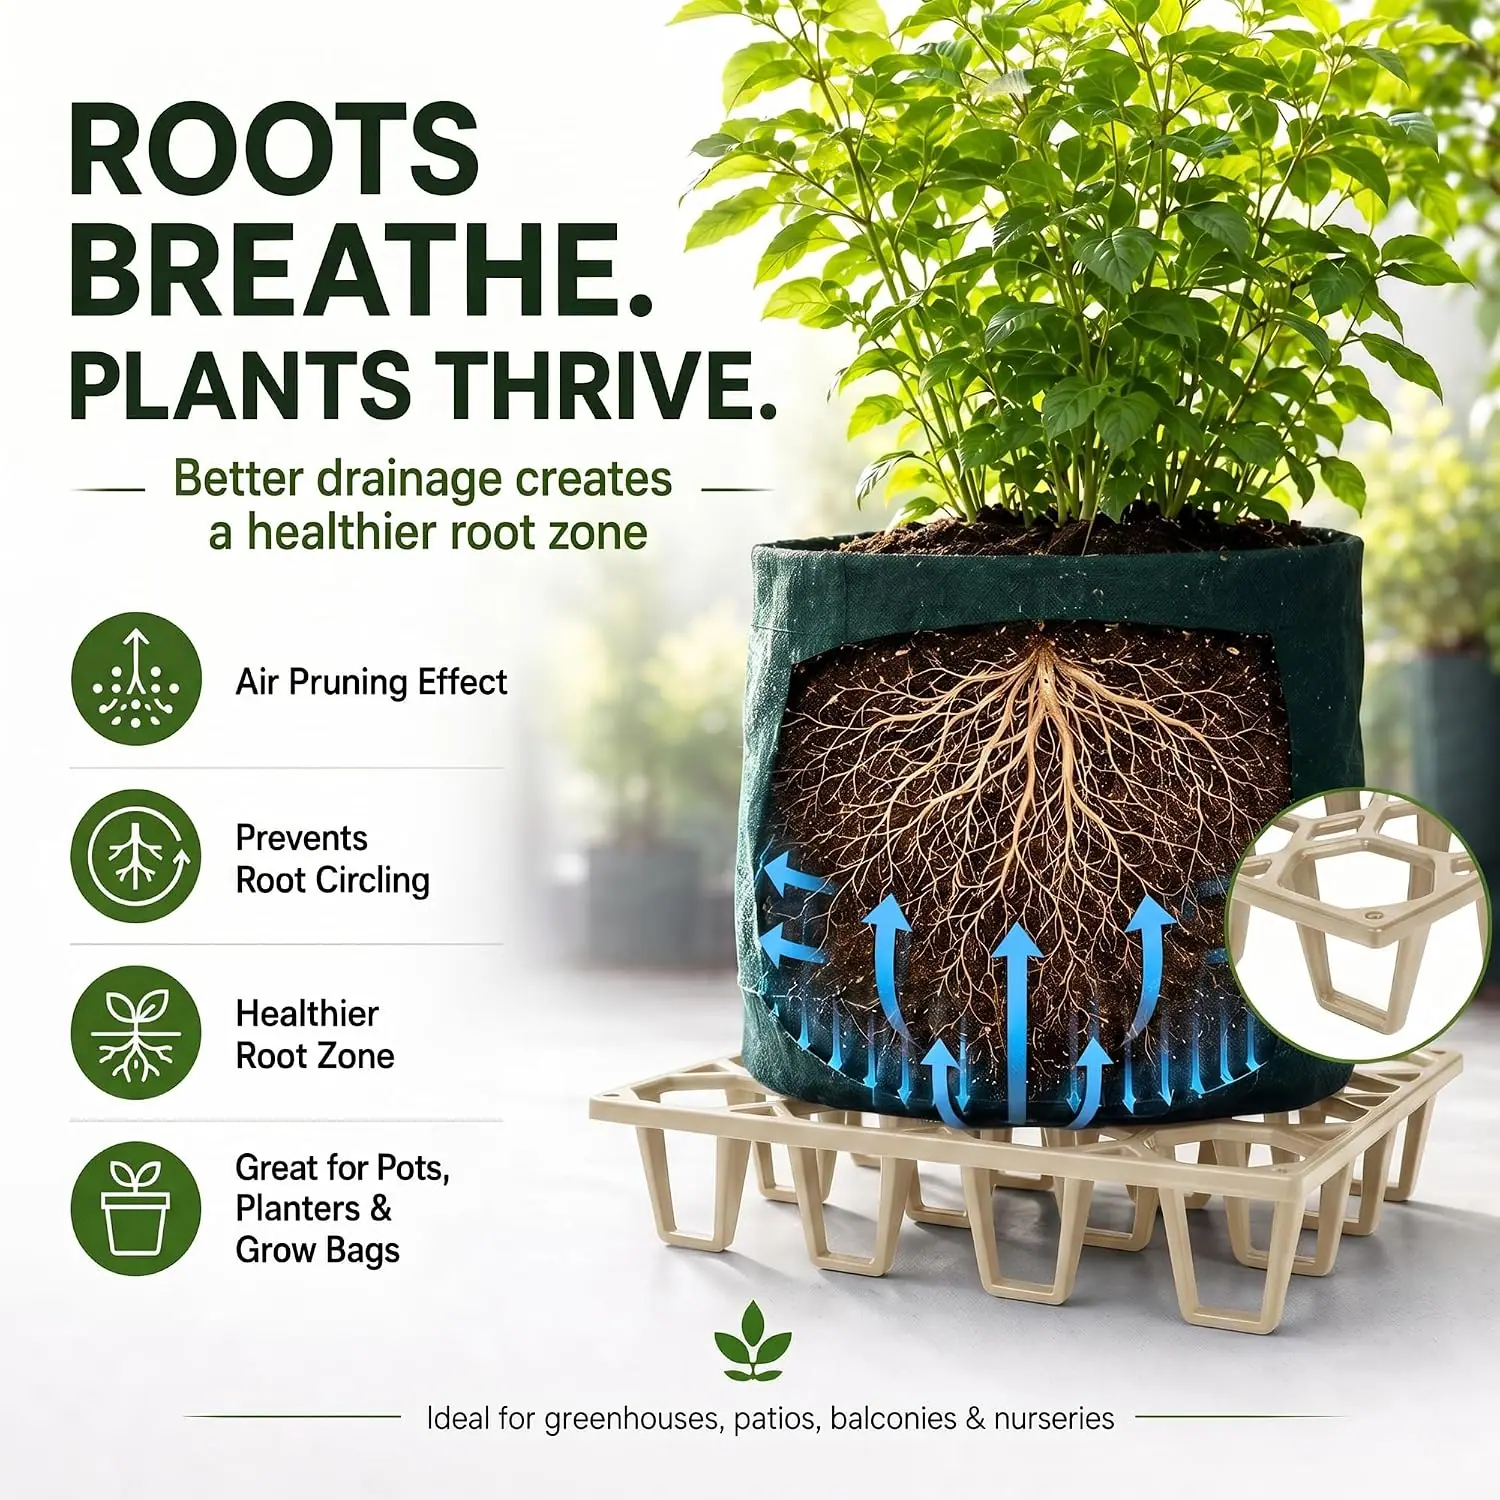 ROOTS
BREATHE.
PLANTS THRIVE.
Better drainage creates
a healthier root zone
Air Pruning Effect
Prevents
Root Circling
Healthier
Root Zone
Great for Pots,
Planters &
Grow Bags
Ideal for greenhouses, patios, balconies & nurseries